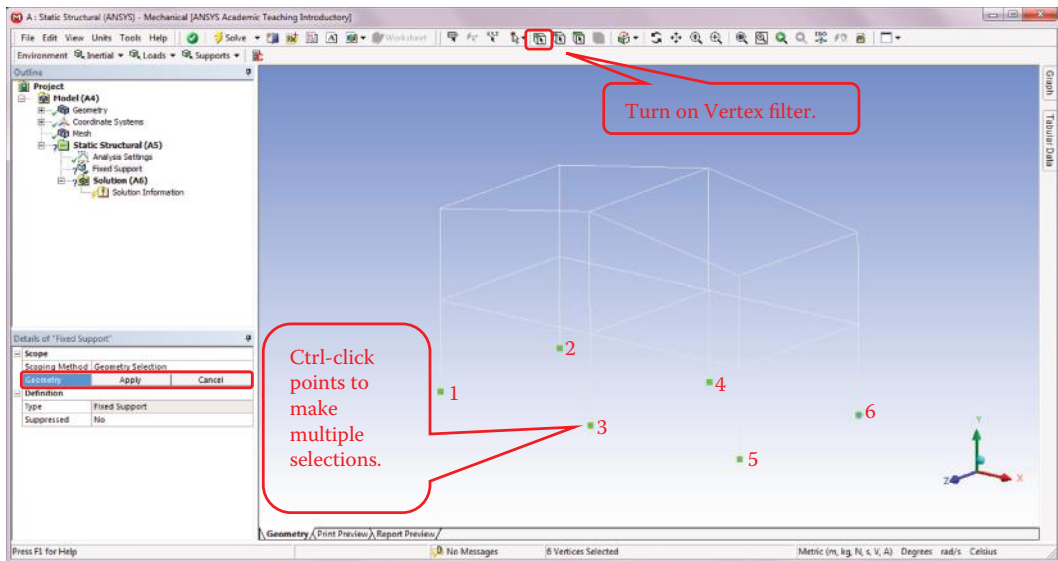 A : Static Structural (ANSYS) - Mechanical [ANSYS Academic Teaching Introductory]
File Edit View Units Tools Help Solve Worksheet
Environment Inertial Loads Supports
Outline
Project
Model (A4)
Geometry
Coordinate Systems
Mesh
Static Structural (A5)
Analysis Settings
Fixed Support
Solution (A6)
Solution Information
Turn on Vertex filter.
Graph
Tabular Data
Details of "Fixed Support"
Scope
Scoping Method Geometry Selection
Geometry Apply Cancel
Definition
Type Fixed Support
Suppressed No
Ctrl-click
points to
make
multiple
selections.
2
1
4
3
6
5
Y
Z
X
Geometry Print Preview Report Preview
Press F1 for Help No Messages 6 Vertices Selected Metric (m, kg, N, s, V, A) Degrees rad/s Celsius